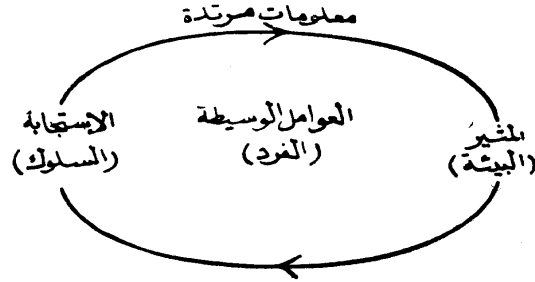 معلومات مرتدة
المثير
(البيئة)
العوامل الوسيطة
(الفرد)
الاستجابة
(السلوك)